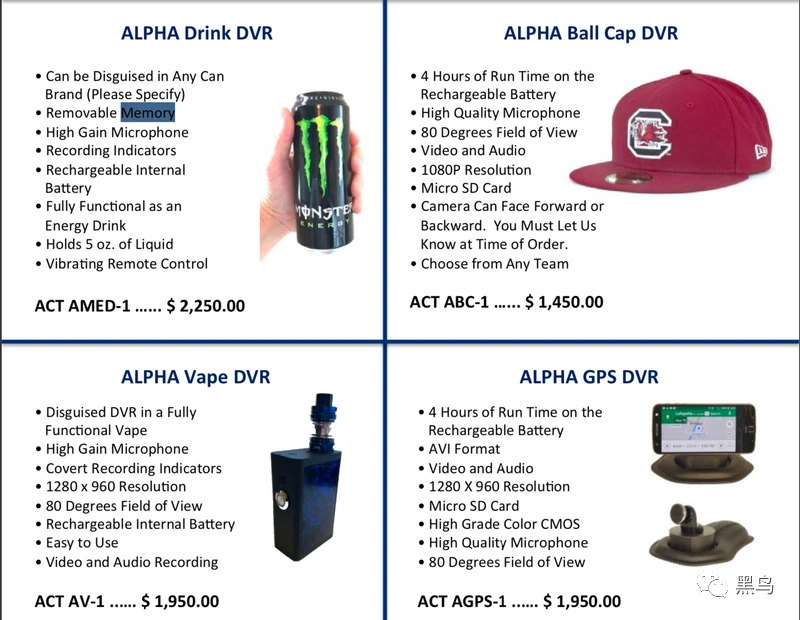 ALPHA Drink DVR
• Can be Disguised in Any Can
Brand (Please Specify)
• Removable Memory
• High Gain Microphone
• Recording Indicators
• Rechargeable Internal
Battery
• Fully Functional as an
Energy Drink
• Holds 5 oz. of Liquid
• Vibrating Remote Control
ACT AMED-1 ...... $ 2,250.00
MONSTER
ENERGY
ALPHA Ball Cap DVR
• 4 Hours of Run Time on the
Rechargeable Battery
• High Quality Microphone
• 80 Degrees Field of View
• Video and Audio
• 1080P Resolution
• Micro SD Card
• Camera Can Face Forward or
Backward. You Must Let Us
Know at Time of Order.
• Choose from Any Team
ACT ABC-1 ...... $ 1,450.00
C
ALPHA Vape DVR
• Disguised DVR in a Fully
Functional Vape
• High Gain Microphone
• Covert Recording Indicators
• 1280 x 960 Resolution
• 80 Degrees Field of View
• Rechargeable Internal Battery
• Easy to Use
• Video and Audio Recording
ACT AV-1 ...... $ 1,950.00
ALPHA GPS DVR
• 4 Hours of Run Time on the
Rechargeable Battery
• AVI Format
• Video and Audio
• 1280 X 960 Resolution
• Micro SD Card
• High Grade Color CMOS
• High Quality Microphone
• 80 Degrees Field of View
ACT AGPS-1 ...... $ 1,950.00
黑鸟